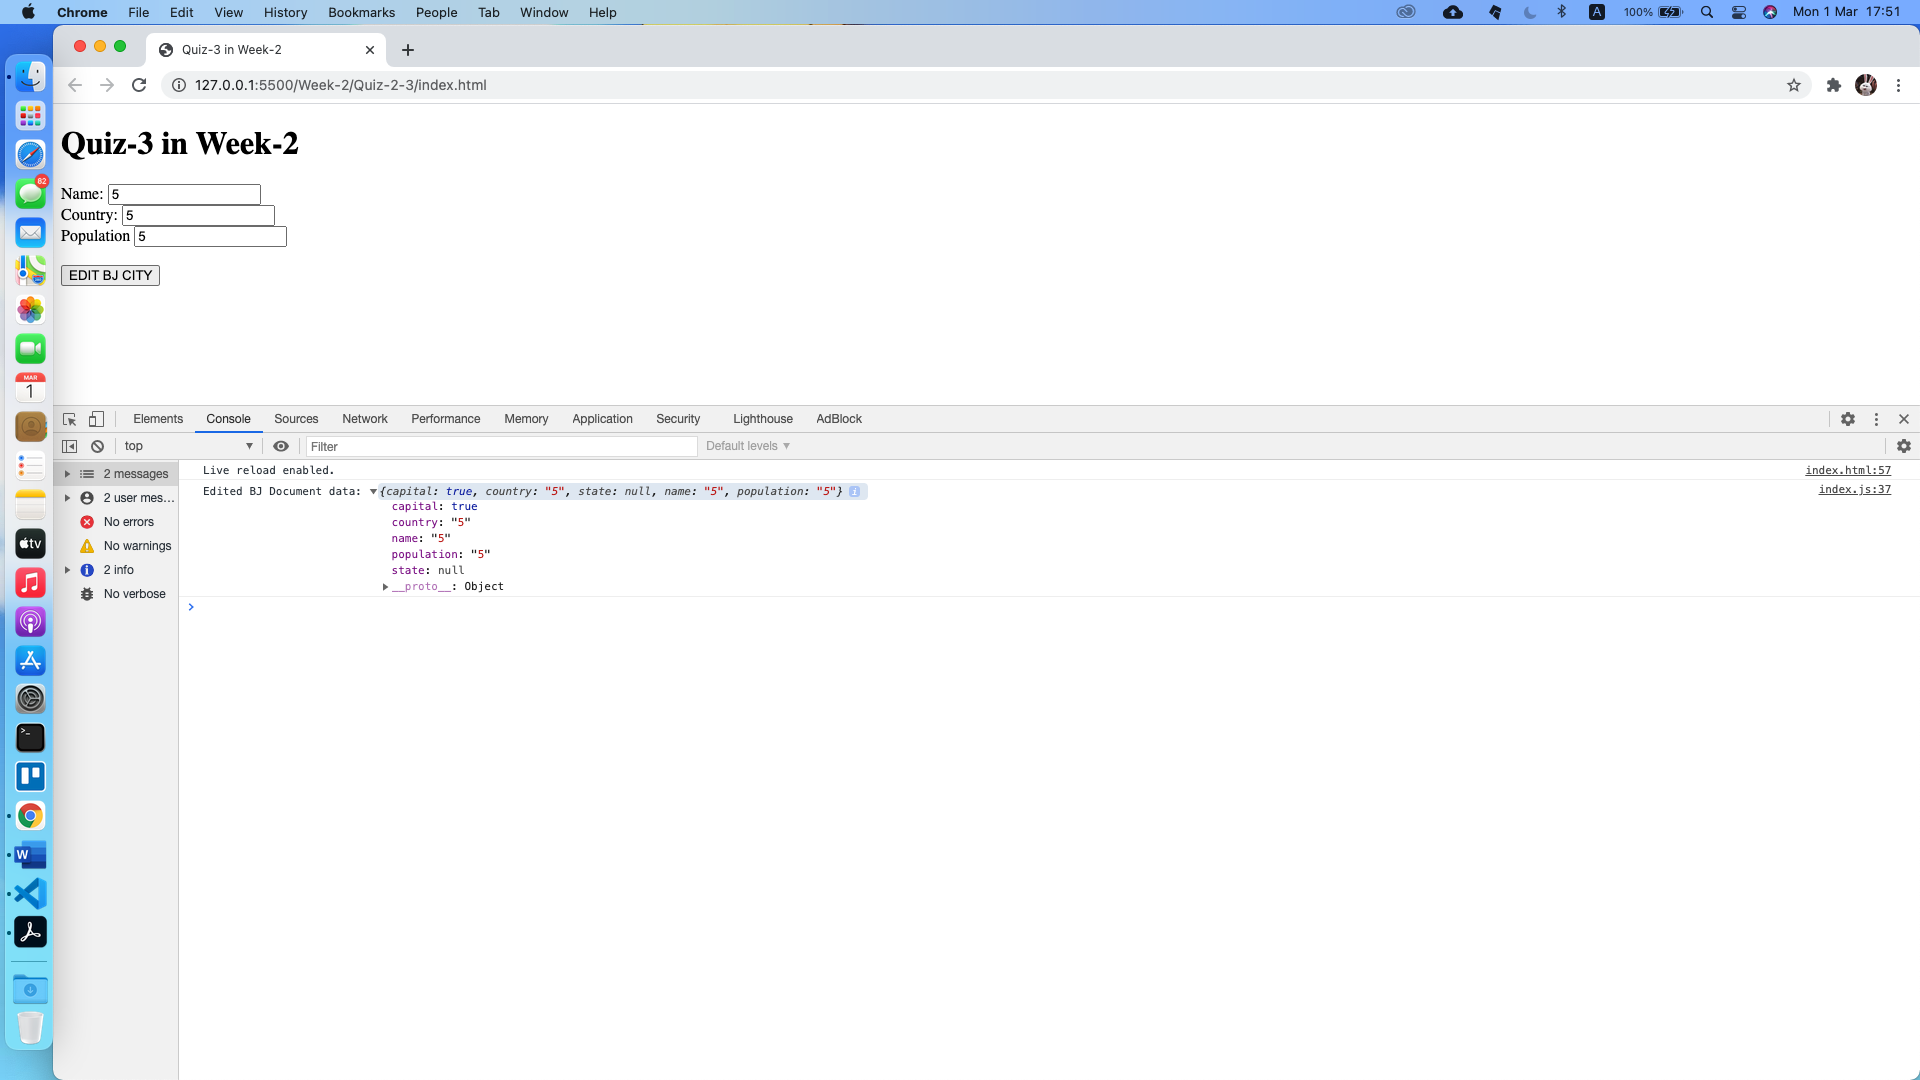 Chrome File Edit View History Bookmarks People Tab Window Help A 100% Mon 1 Mar 17:51
Quiz-3 in Week-2
127.0.0.1:5500/Week-2/Quiz-2-3/index.html
Quiz-3 in Week-2
Name: 5
Country: 5
Population 5
EDIT BJ CITY
Elements Console Sources Network Performance Memory Application Security Lighthouse AdBlock
top Filter Default levels
2 messages
2 user mes...
No errors
No warnings
2 info
No verbose
Live reload enabled. index.html:57
Edited BJ Document data: {capital: true, country: "5", state: null, name: "5", population: "5"} i index.js:37
capital: true
country: "5"
name: "5"
population: "5"
state: null
__proto__: Object
82
MAR
1
tv
>_
W